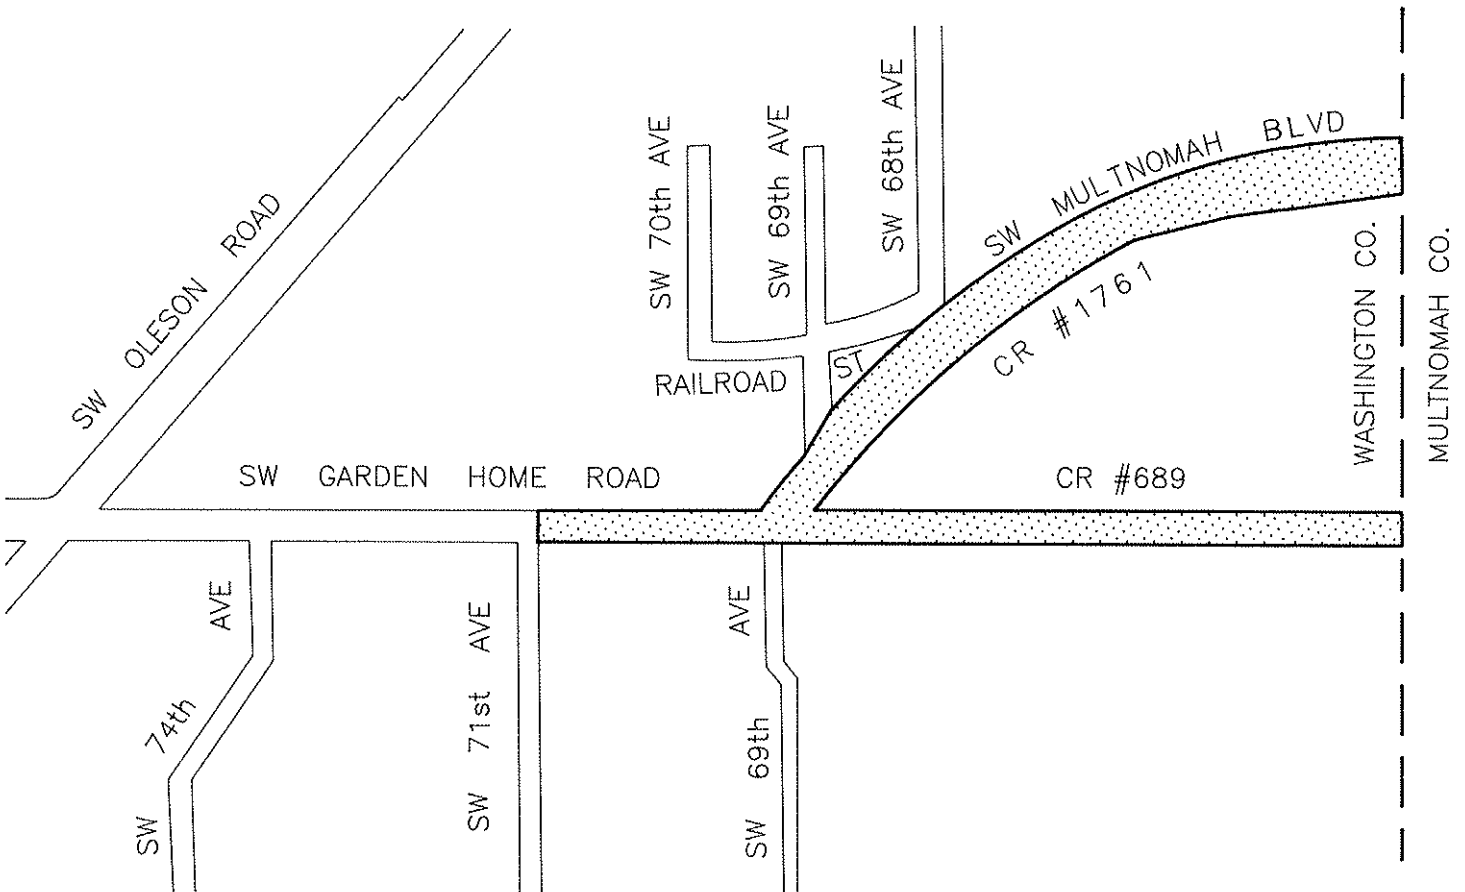 SW OLESON ROAD
SW 70th AVE
SW 69th AVE
SW 68th AVE
SW MULTNOMAH BLVD
CR #1761
RAILROAD ST
WASHINGTON CO.
MULTNOMAH CO.
SW GARDEN HOME ROAD
CR #689
SW 74th AVE
SW 71st AVE
SW 69th AVE